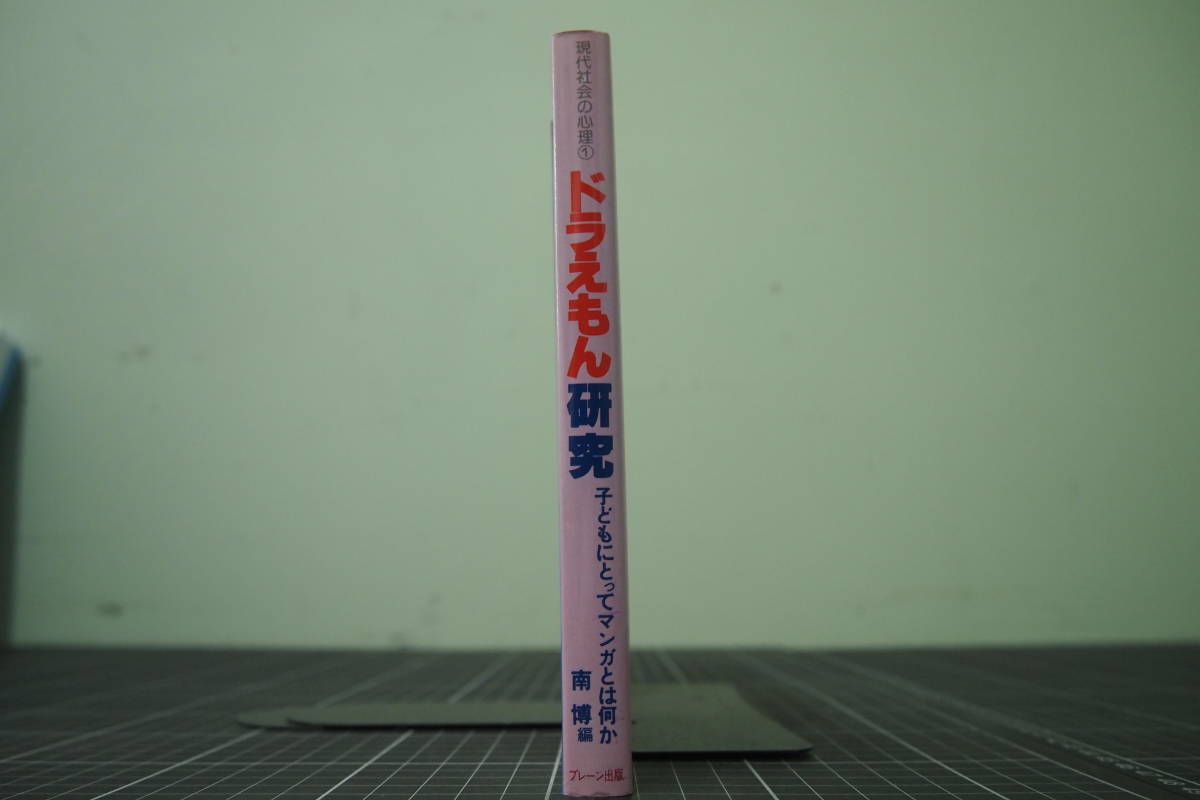 現代社会の心理①
ドラえもん研究
子どもにとってマンガとは何か
南 博 編
ブレーン出版